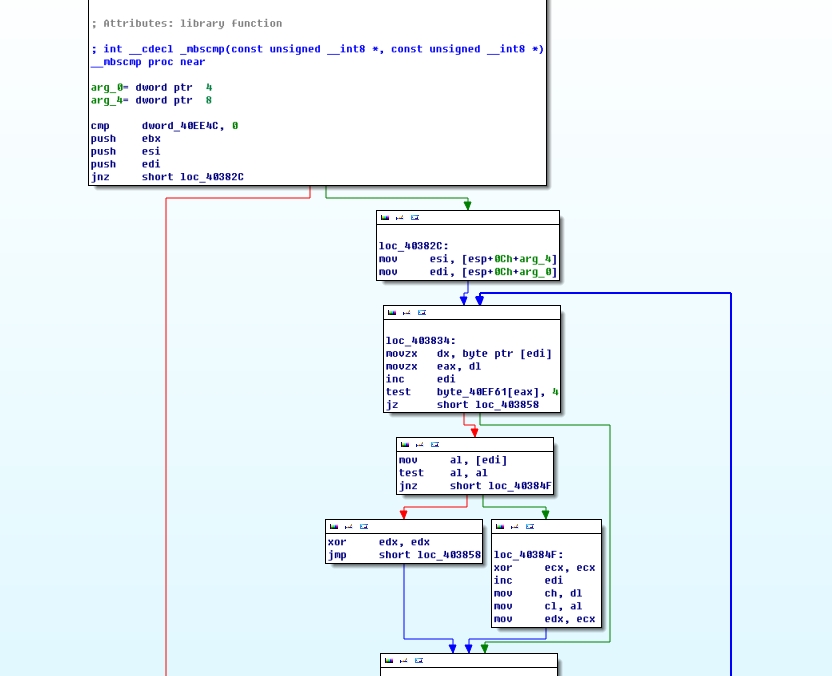 ; Attributes: library function
; int __cdecl _mbscmp(const unsigned __int8 *, const unsigned __int8 *)
__mbscmp proc near
arg_0= dword ptr  4
arg_4= dword ptr  8
cmp     dword_40EE4C, 0
push    ebx
push    esi
push    edi
jnz     short loc_40382C
loc_40382C:
mov     esi, [esp+0Ch+arg_4]
mov     edi, [esp+0Ch+arg_0]
loc_403834:
movzx   dx, byte ptr [edi]
movzx   eax, dl
inc     edi
test    byte_40EF61[eax], 4
jz      short loc_403858
mov     al, [edi]
test    al, al
jnz     short loc_40384F
xor     edx, edx
jmp     short loc_403858
loc_40384F:
xor     ecx, ecx
inc     edi
mov     ch, dl
mov     cl, al
mov     edx, ecx